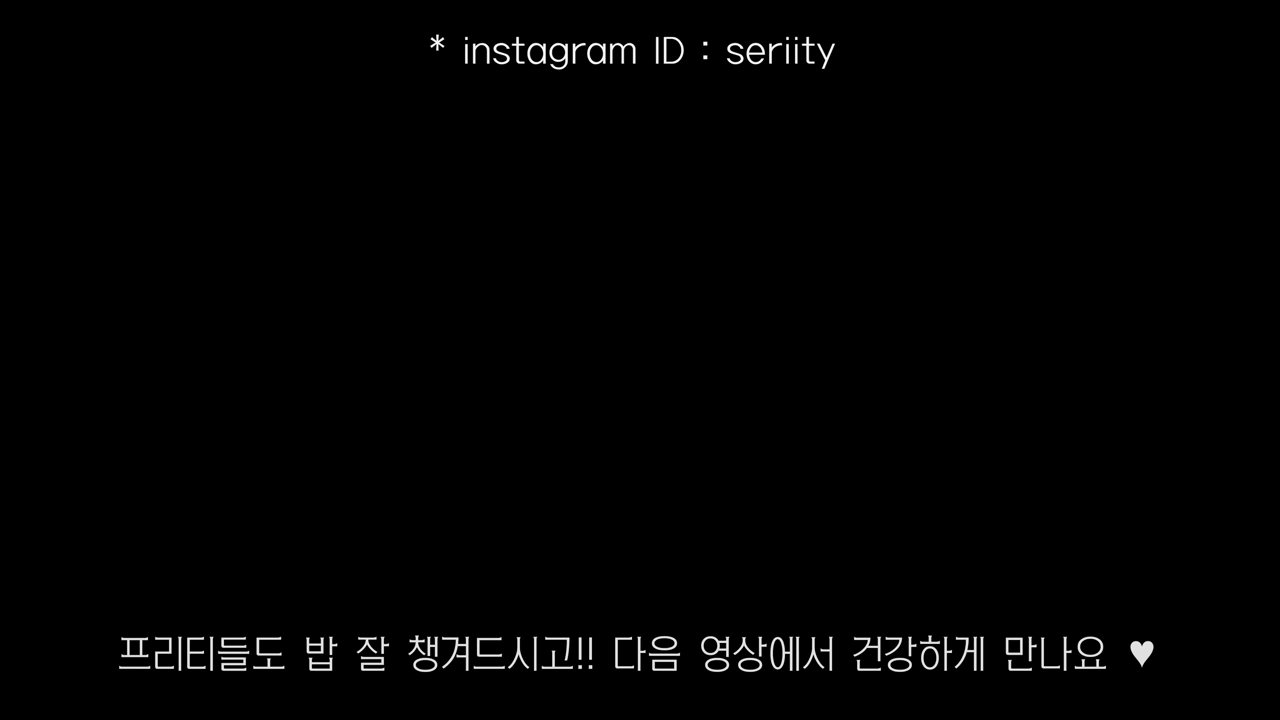 * instagram ID : seriity
프리티들도 밥 잘 챙겨드시고!! 다음 영상에서 건강하게 만나요 ♥